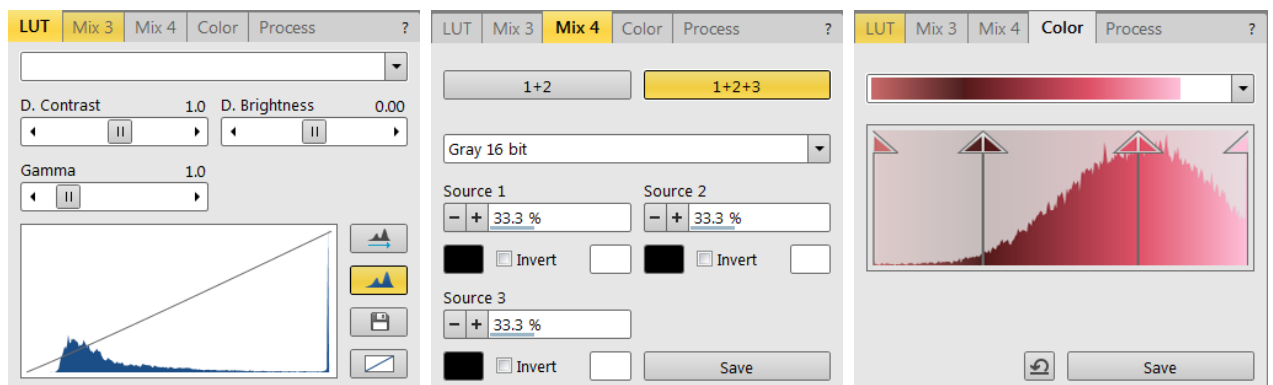 LUT Mix 3 Mix 4 Color Process ?
D. Contrast 1.0 D. Brightness 0.00
Gamma 1.0
LUT Mix 3 Mix 4 Color Process ?
1+2 1+2+3
Gray 16 bit
Source 1 Source 2
− + 33.3 % − + 33.3 %
Invert Invert
Source 3
− + 33.3 %
Invert Save
LUT Mix 3 Mix 4 Color Process ?
Save